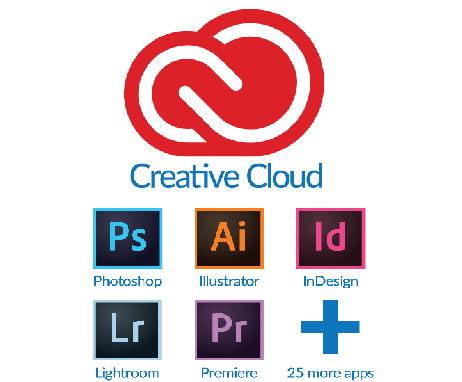 Creative Cloud
Ps Ai Id
Photoshop Illustrator InDesign
Lr Pr
Lightroom Premiere 25 more apps